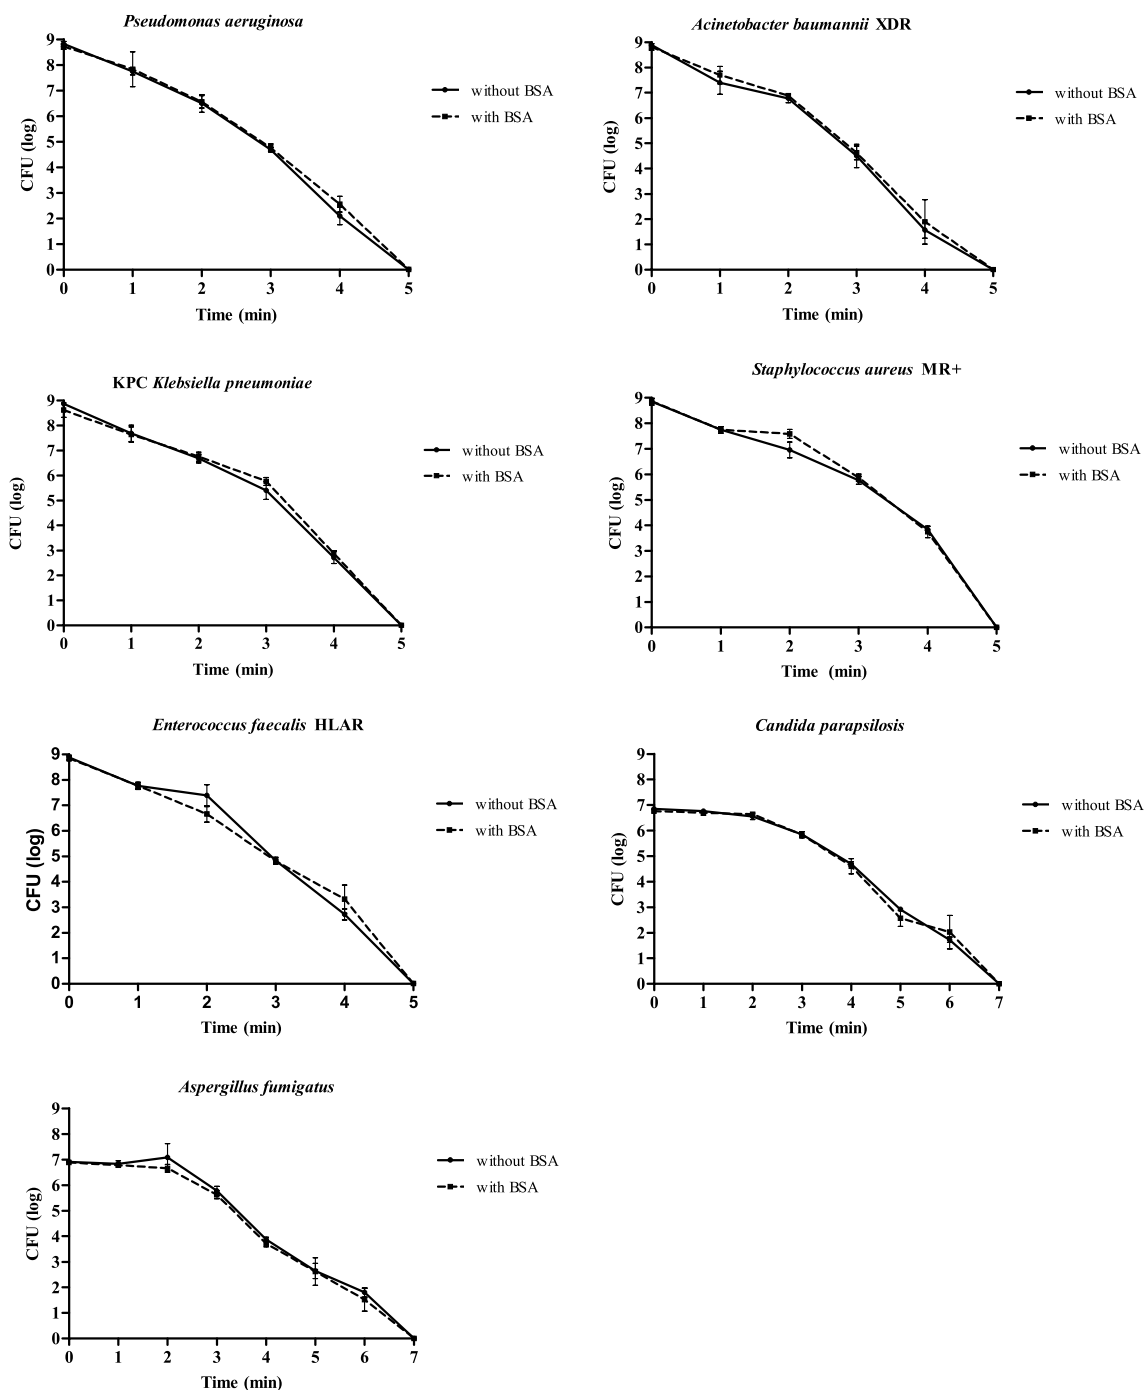 Pseudomonas aeruginosa
9
8
7
6
5
4
3
2
1
0
CFU (log)
0 1 2 3 4 5
Time (min)
without BSA
with BSA
Acinetobacter baumannii XDR
9
8
7
6
5
4
3
2
1
0
CFU (log)
0 1 2 3 4 5
Time (min)
without BSA
with BSA
KPC Klebsiella pneumoniae
9
8
7
6
5
4
3
2
1
0
CFU (log)
0 1 2 3 4 5
Time (min)
without BSA
with BSA
Staphylococcus aureus MR+
9
8
7
6
5
4
3
2
1
0
CFU (log)
0 1 2 3 4 5
Time (min)
without BSA
with BSA
Enterococcus faecalis HLAR
9
8
7
6
5
4
3
2
1
0
CFU (log)
0 1 2 3 4 5
Time (min)
without BSA
with BSA
Candida parapsilosis
9
8
7
6
5
4
3
2
1
0
CFU (log)
0 1 2 3 4 5 6 7
Time (min)
without BSA
with BSA
Aspergillus fumigatus
9
8
7
6
5
4
3
2
1
0
CFU (log)
0 1 2 3 4 5 6 7
Time (min)
without BSA
with BSA